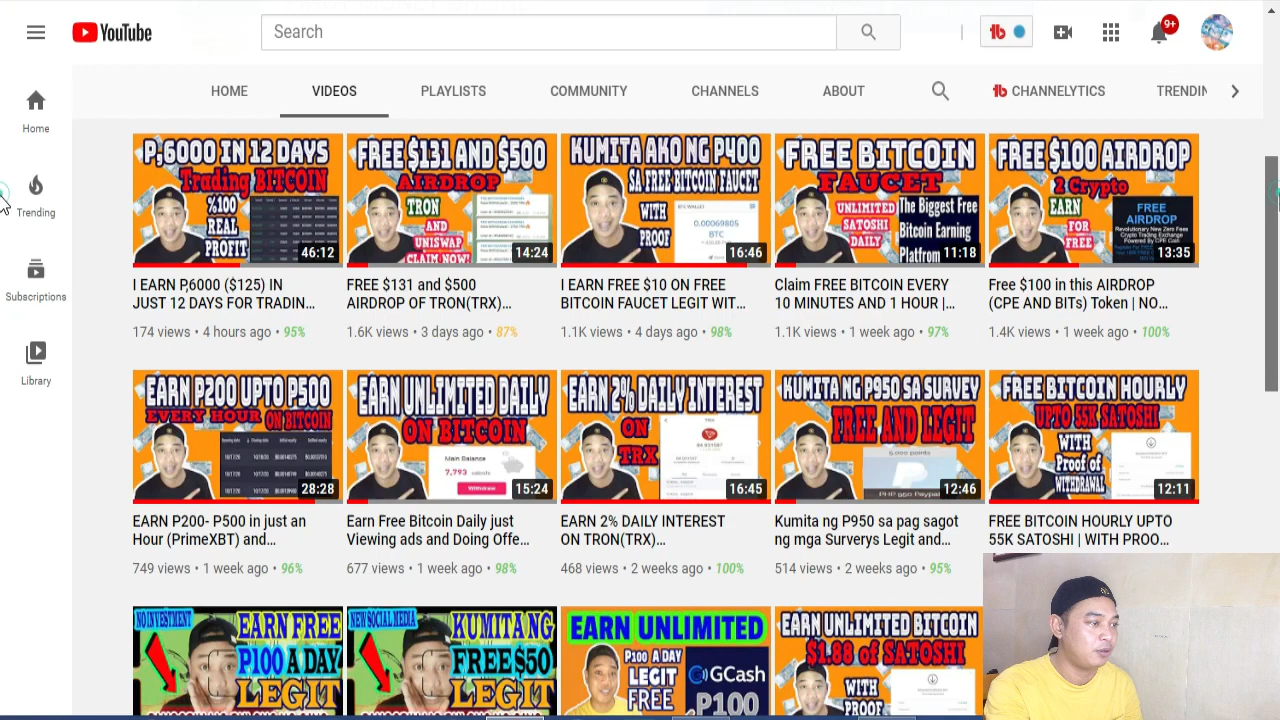 YouTube
Search
9+
HOME
VIDEOS
PLAYLISTS
COMMUNITY
CHANNELS
ABOUT
CHANNELYTICS
TRENDIN
Home
Trending
Subscriptions
Library
P,6000 IN 12 DAYS
Trading BITCOIN
%100
REAL
PROFIT
46:12
I EARN P,6000 ($125) IN
JUST 12 DAYS FOR TRADIN...
174 views • 4 hours ago • 95%
FREE $131 AND $500
AIRDROP
TRON
AND
UNISWAP
CLAIM NOW!
14:24
FREE $131 and $500
AIRDROP OF TRON(TRX)...
1.6K views • 3 days ago • 87%
KUMITA AKO NG P400
SA FREE BITCOIN FAUCET
WITH
PROOF
0.00069805
BTC
16:46
I EARN FREE $10 ON FREE
BITCOIN FAUCET LEGIT WIT...
1.1K views • 4 days ago • 98%
FREE BITCOIN
FAUCET
UNLIMITED
SATOSHI
DAILY
The Biggest Free
Bitcoin Earning
Platfrom
11:18
Claim FREE BITCOIN EVERY
10 MINUTES AND 1 HOUR |...
1.1K views • 1 week ago • 97%
FREE $100 AIRDROP
2 Crypto
EARN
FOR
FREE
FREE
AIRDROP
13:35
Free $100 in this AIRDROP
(CPE AND BITs) Token | NO...
1.4K views • 1 week ago • 100%
EARN P200 UPTO P500
EVERY HOUR ON BITCOIN
28:28
EARN P200- P500 in just an
Hour (PrimeXBT) and...
749 views • 1 week ago • 96%
EARN UNLIMITED DAILY
ON BITCOIN
Main Balance
7,793
Withdraw
15:24
Earn Free Bitcoin Daily just
Viewing ads and Doing Offe...
677 views • 1 week ago • 98%
EARN 2% DAILY INTEREST
ON
TRX
16:45
EARN 2% DAILY INTEREST
ON TRON(TRX)...
468 views • 2 weeks ago • 100%
KUMITA NG P950 SA SURVEY
FREE AND LEGIT
PHP 950 Paypal
12:46
Kumita ng P950 sa pag sagot
ng mga Surverys Legit and...
514 views • 2 weeks ago • 95%
FREE BITCOIN HOURLY
UPTO 55K SATOSHI
WITH
Proof of
WITHDRAWAL
12:11
FREE BITCOIN HOURLY UPTO
55K SATOSHI | WITH PROO...
NO INVESTMENT
EARN FREE
P100 A DAY
LEGIT
NEW SOCIAL MEDIA
KUMITA NG
FREE $50
LEGIT
EARN UNLIMITED
P100 A DAY
LEGIT
FREE
GCash
P100
EARN UNLIMITED BITCOIN
$1.88 of SATOSHI
WITH
PROOF